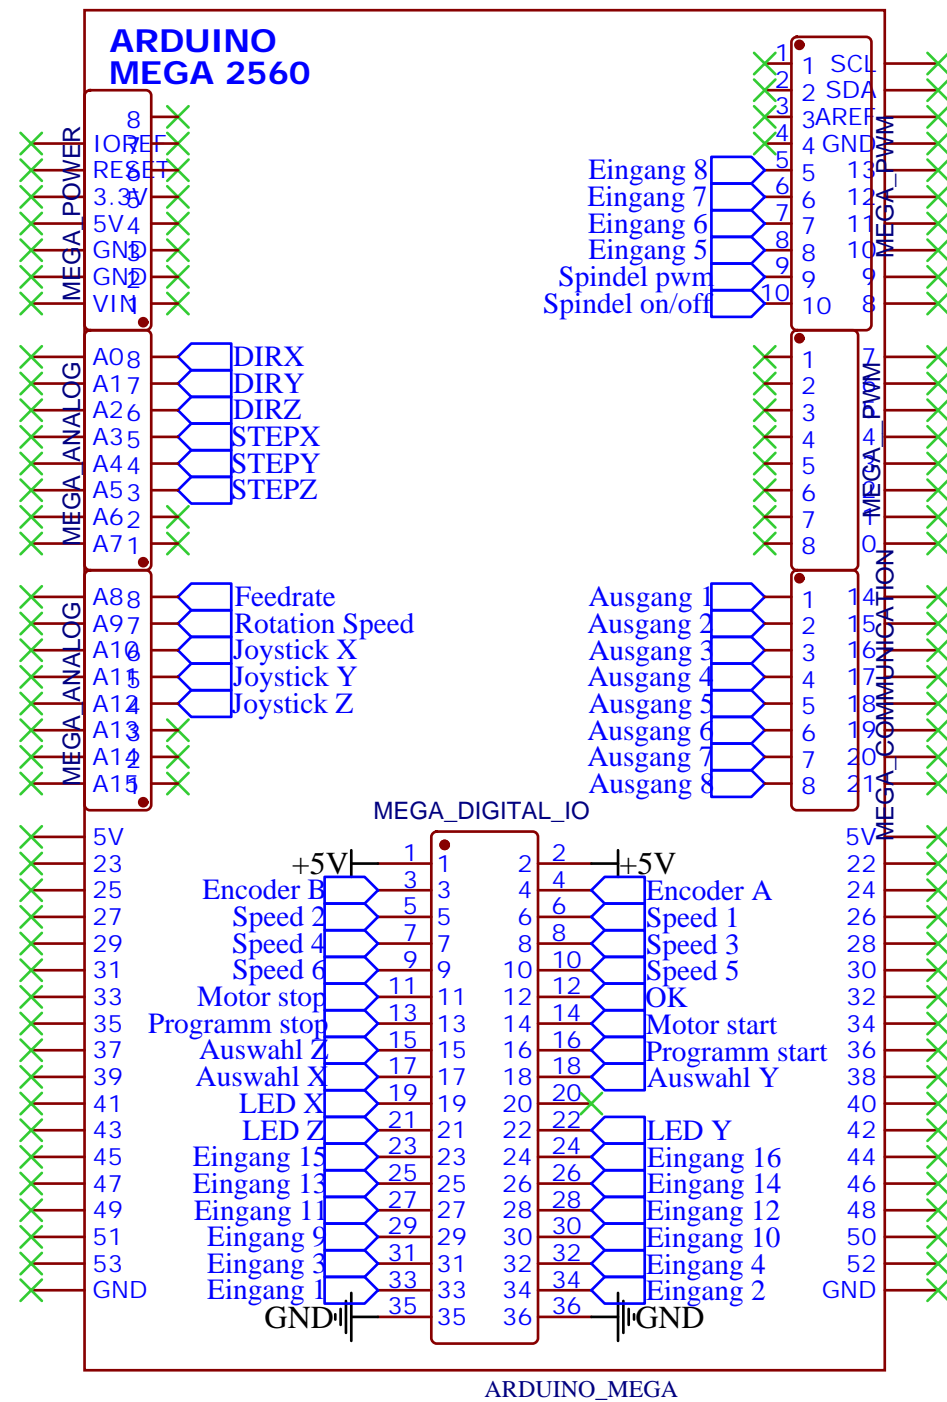 ARDUINO
MEGA 2560
MEGA_POWER
8
IOREF 7
RESET 6
3.3V 5
5V 4
GND 3
GND 2
VIN 1
MEGA_ANALOG
A0 8 DIRX
A1 7 DIRY
A2 6 DIRZ
A3 5 STEPX
A4 4 STEPY
A5 3 STEPZ
A6 2
A7 1
MEGA_ANALOG
A8 8 Feedrate
A9 7 Rotation Speed
A10 6 Joystick X
A11 5 Joystick Y
A12 4 Joystick Z
A13 3
A14 2
A15 1
MEGA_PWM
1 1 SCL
2 2 SDA
3 3 AREF
4 4 GND
Eingang 8 5 5 13
Eingang 7 6 6 12
Eingang 6 7 7 11
Eingang 5 8 8 10
Spindel pwm 9 9 9
Spindel on/off 10 10 8
MEGA_PWM
1 7
2 6
3 5
4 4
5 3
6 2
7 1
8 0
MEGA_COMMUNICATION
Ausgang 1 1 14
Ausgang 2 2 15
Ausgang 3 3 16
Ausgang 4 4 17
Ausgang 5 5 18
Ausgang 6 6 19
Ausgang 7 7 20
Ausgang 8 8 21
MEGA_DIGITAL_IO
5V 5V
23 +5V 1 1 2 2 +5V 22
25 Encoder B 3 3 4 4 Encoder A 24
27 Speed 2 5 5 6 6 Speed 1 26
29 Speed 4 7 7 8 8 Speed 3 28
31 Speed 6 9 9 10 10 Speed 5 30
33 Motor stop 11 11 12 12 OK 32
35 Programm stop 13 13 14 14 Motor start 34
37 Auswahl Z 15 15 16 16 Programm start 36
39 Auswahl X 17 17 18 18 Auswahl Y 38
41 LED X 19 19 20 20 40
43 LED Z 21 21 22 22 LED Y 42
45 Eingang 15 23 23 24 24 Eingang 16 44
47 Eingang 13 25 25 26 26 Eingang 14 46
49 Eingang 11 27 27 28 28 Eingang 12 48
51 Eingang 9 29 29 30 30 Eingang 10 50
53 Eingang 3 31 31 32 32 Eingang 4 52
GND Eingang 1 33 33 34 34 Eingang 2 GND
GND 35 35 36 36 GND
ARDUINO_MEGA